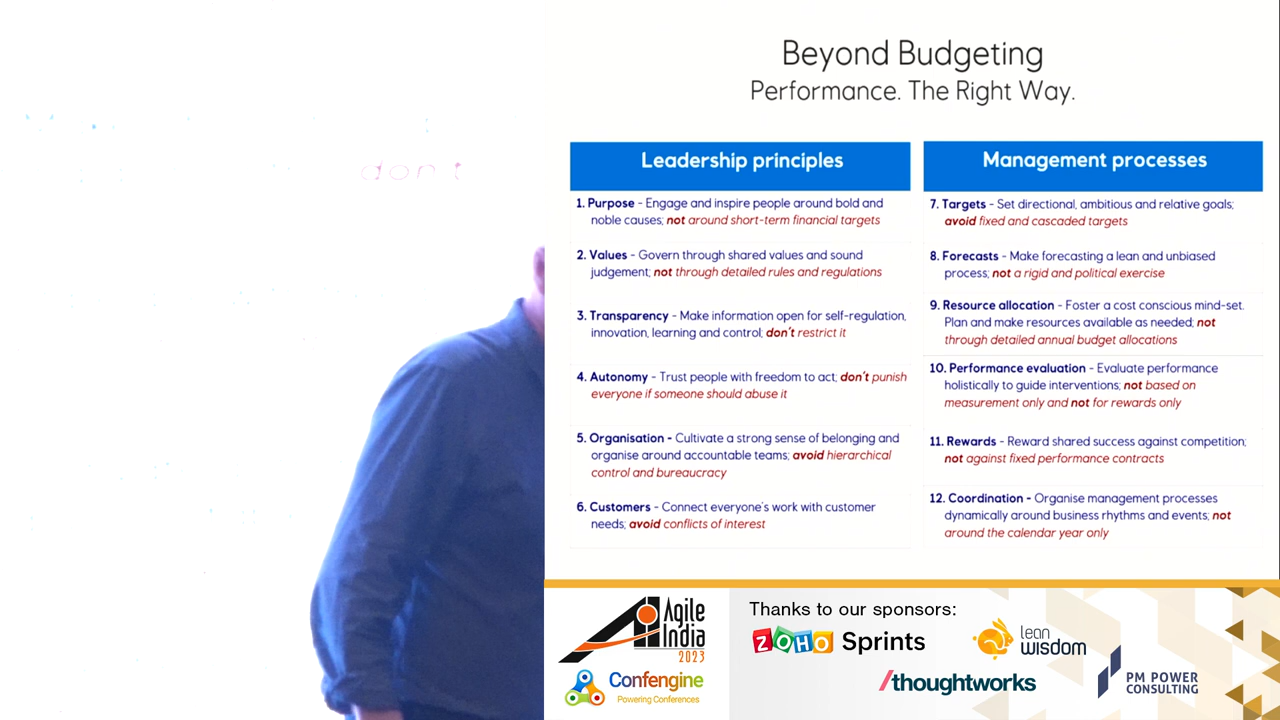 don't
Beyond Budgeting
Performance. The Right Way.
Leadership principles
1. Purpose - Engage and inspire people around bold and
noble causes; not around short-term financial targets
2. Values - Govern through shared values and sound
judgement; not through detailed rules and regulations
3. Transparency - Make information open for self-regulation,
innovation, learning and control; don't restrict it
4. Autonomy - Trust people with freedom to act; don't punish
everyone if someone should abuse it
5. Organisation - Cultivate a strong sense of belonging and
organise around accountable teams; avoid hierarchical
control and bureaucracy
6. Customers - Connect everyone's work with customer
needs; avoid conflicts of interest
Management processes
7. Targets - Set directional, ambitious and relative goals;
avoid fixed and cascaded targets
8. Forecasts - Make forecasting a lean and unbiased
process; not a rigid and political exercise
9. Resource allocation - Foster a cost conscious mind-set.
Plan and make resources available as needed; not
through detailed annual budget allocations
10. Performance evaluation - Evaluate performance
holistically to guide interventions; not based on
measurement only and not for rewards only
11. Rewards - Reward shared success against competition;
not against fixed performance contracts
12. Coordination - Organise management processes
dynamically around business rhythms and events; not
around the calendar year only
Agile
India
2023
Confengine
Powering Conferences
Thanks to our sponsors:
ZOHO Sprints
lean
wisdom
/thoughtworks
PM POWER
CONSULTING